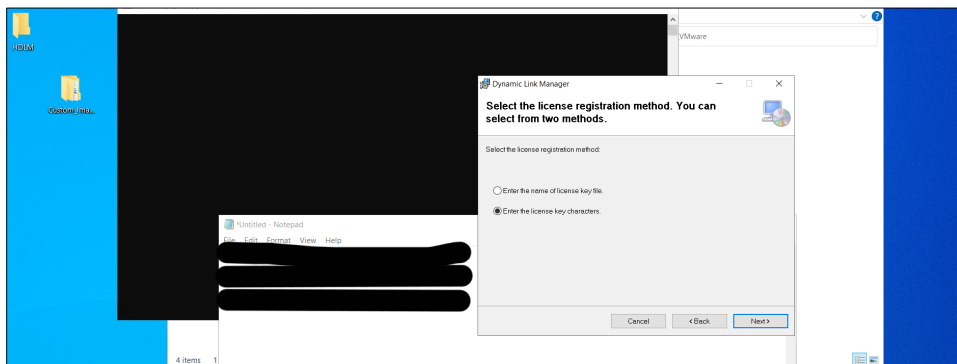 HDLM
Custom_ima...
VMware
Dynamic Link Manager
Select the license registration method. You can
select from two methods.
Select the license registration method:
Enter the name of license key file.
Enter the license key characters.
Cancel
< Back
Next >
*Untitled - Notepad
File Edit Format View Help
4 items 1